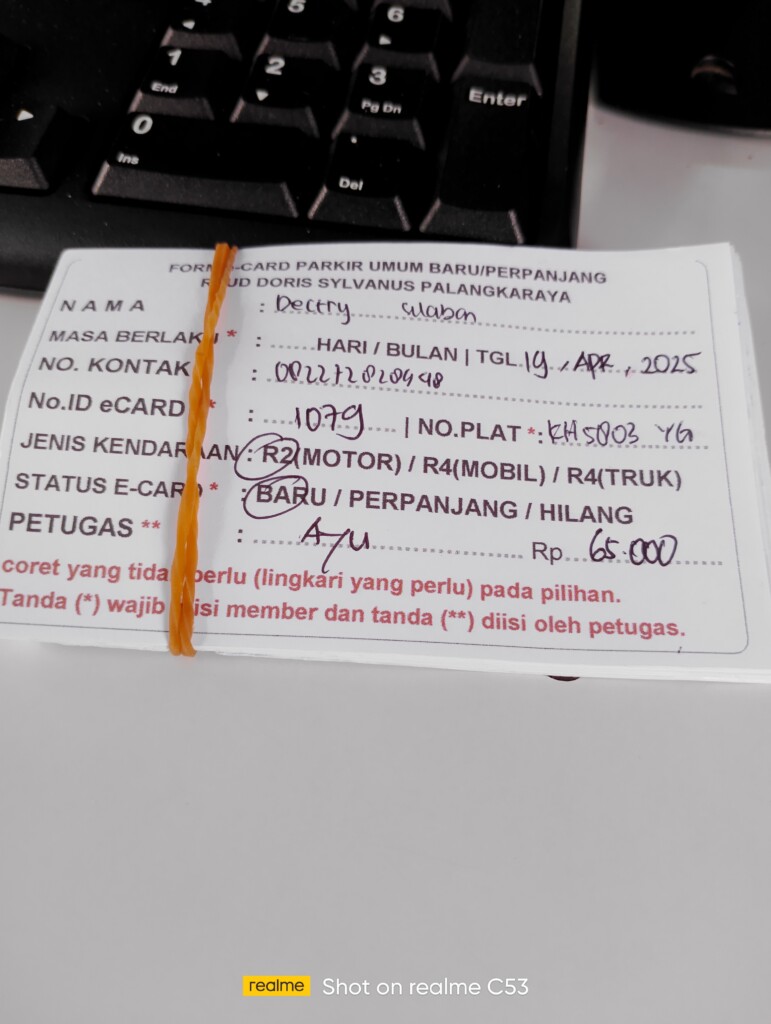 5
6
1
End
2
3
Pg Dn
Enter
0
Ins
Del
FORM E-CARD PARKIR UMUM BARU/PERPANJANG
RSUD DORIS SYLVANUS PALANGKARAYA
NAMA : Dectry
MASA BERLAKU * : ......HARI / BULAN | TGL. 19, APR, 2025
NO. KONTAK :
No.ID eCARD * : 1079 | NO.PLAT *: KH 5803 YG
JENIS KENDARAAN : R2(MOTOR) / R4(MOBIL) / R4(TRUK)
STATUS E-CARD * : BARU / PERPANJANG / HILANG
PETUGAS ** : Ayu Rp 65.000
coret yang tidak perlu (lingkari yang perlu) pada pilihan.
Tanda (*) wajib diisi member dan tanda (**) diisi oleh petugas.
realme Shot on realme C53